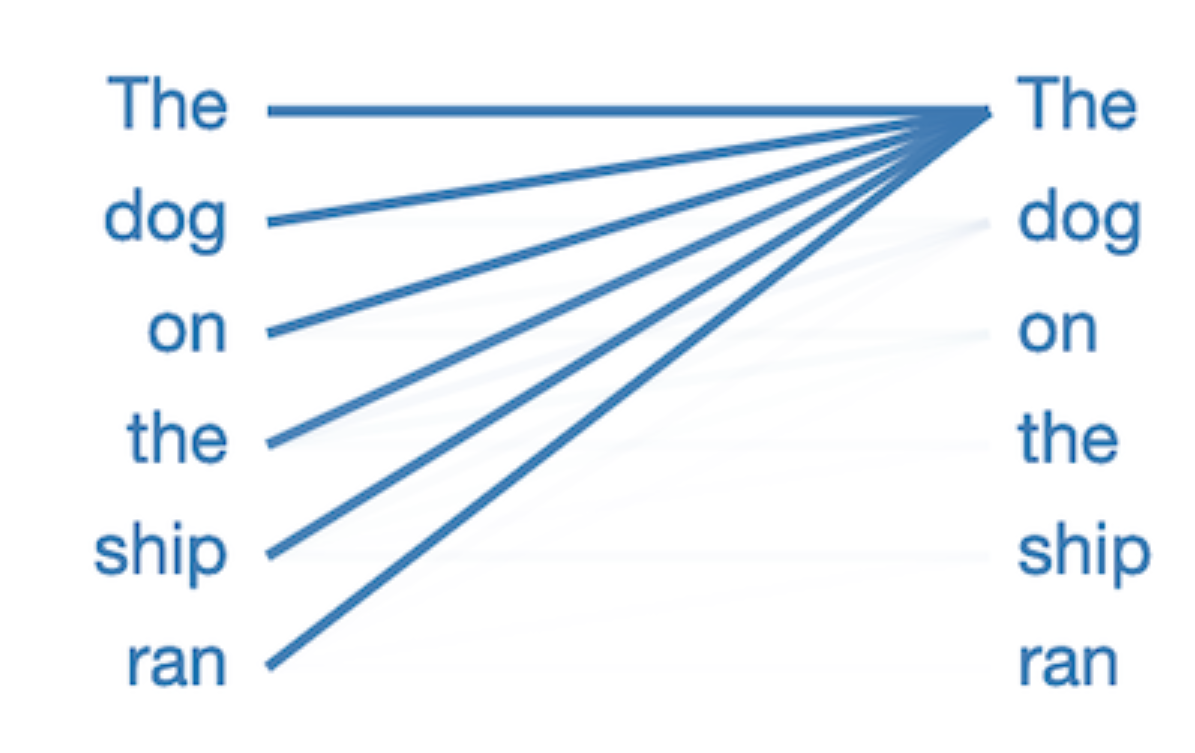 The The
dog dog
on on
the the
ship ship
ran ran